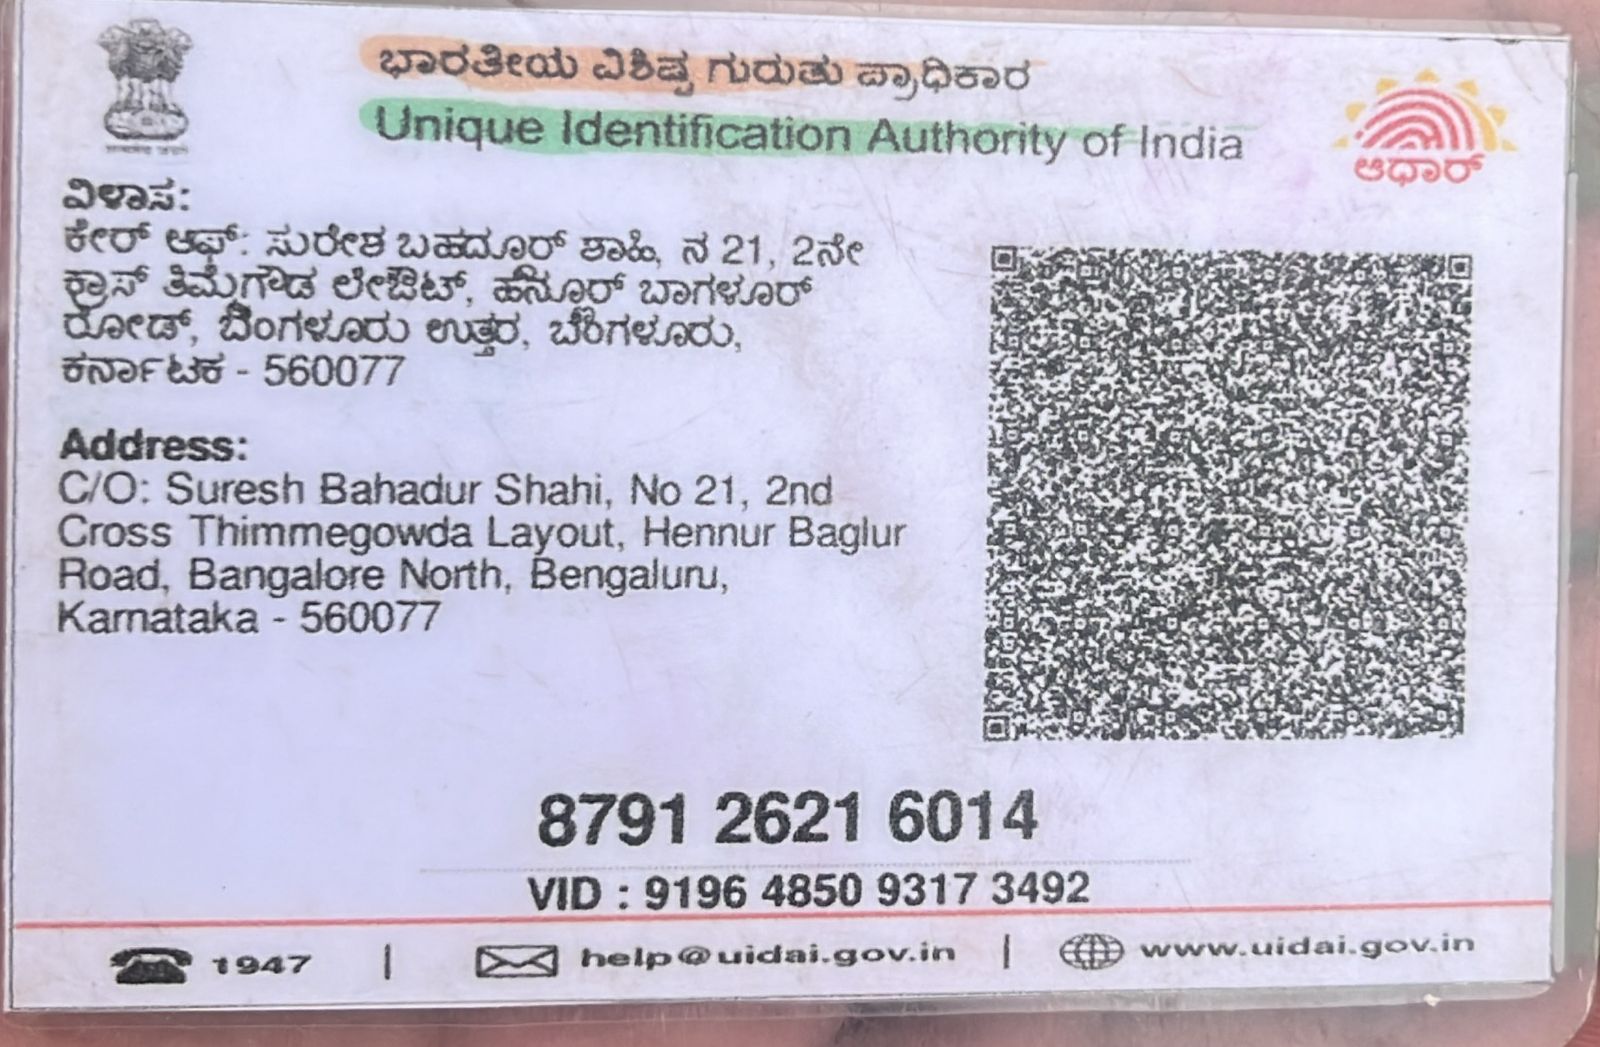 ಭಾರತೀಯ ವಿಶಿಷ್ಟ ಗುರುತು ಪ್ರಾಧಿಕಾರ
Unique Identification Authority of India
ಆಧಾರ್
ವಿಳಾಸ:
ಕೇರ್ ಆಫ್: ಸುರೇಶ ಬಹದೂರ್ ಶಾಹಿ, ನ 21, 2ನೇ
ಕ್ರಾಸ್ ತಿಮ್ಮೆಗೌಡ ಲೇಔಟ್, ಹೆನ್ನೂರ್ ಬಾಗಳೂರ್
ರೋಡ್, ಬೆಂಗಳೂರು ಉತ್ತರ, ಬೆಂಗಳೂರು,
ಕರ್ನಾಟಕ - 560077
Address:
C/O: Suresh Bahadur Shahi, No 21, 2nd
Cross Thimmegowda Layout, Hennur Baglur
Road, Bangalore North, Bengaluru,
Karnataka - 560077
8791 2621 6014
VID : 9196 4850 9317 3492
1947 | help@uidai.gov.in | www.uidai.gov.in